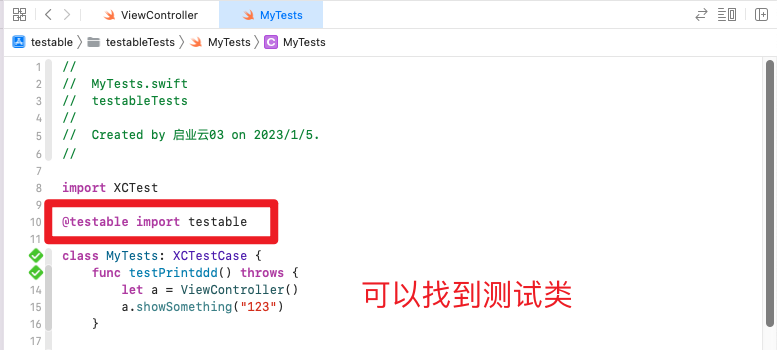 ViewController
MyTests
testable
testableTests
MyTests
MyTests
1 //
2 //  MyTests.swift
3 //  testableTests
4 //
5 //  Created by 启业云03 on 2023/1/5.
6 //
7
8 import XCTest
9
10 @testable import testable
11
class MyTests: XCTestCase {
func testPrintddd() throws {
14 let a = ViewController()
15 a.showSomething("123")
16 }
17
可以找到测试类